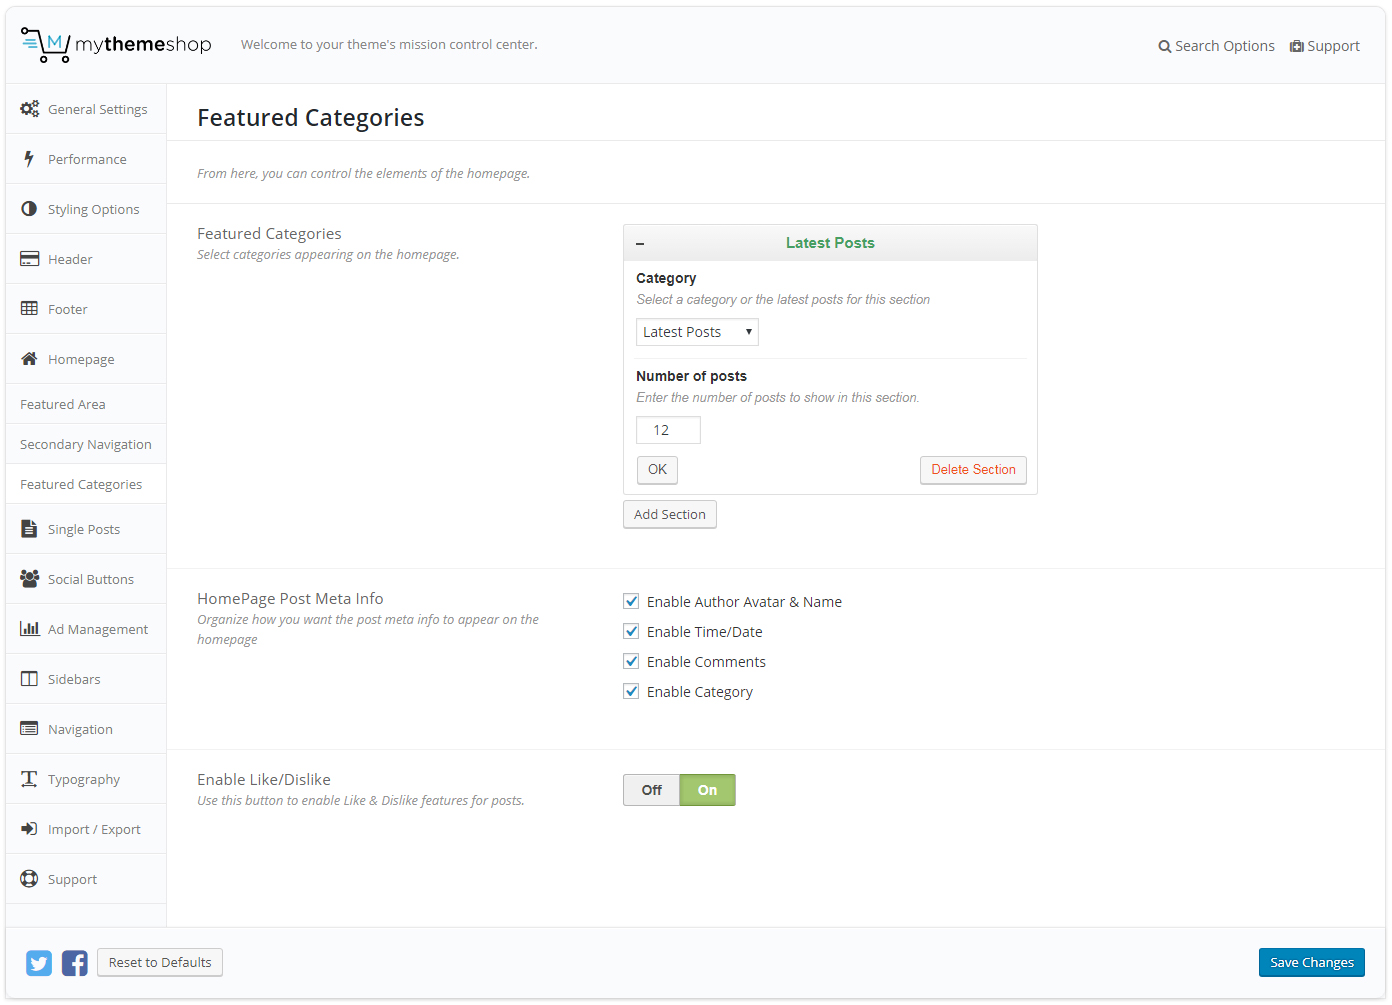 mythemeshop
Welcome to your theme's mission control center.
Search Options
Support
General Settings
Performance
Styling Options
Header
Footer
Homepage
Featured Area
Secondary Navigation
Featured Categories
Single Posts
Social Buttons
Ad Management
Sidebars
Navigation
Typography
Import / Export
Support
Featured Categories
From here, you can control the elements of the homepage.
Featured Categories
Select categories appearing on the homepage.
Latest Posts
Category
Select a category or the latest posts for this section
Latest Posts
Number of posts
Enter the number of posts to show in this section.
12
OK
Delete Section
Add Section
HomePage Post Meta Info
Organize how you want the post meta info to appear on the
homepage
Enable Author Avatar & Name
Enable Time/Date
Enable Comments
Enable Category
Enable Like/Dislike
Use this button to enable Like & Dislike features for posts.
Off
On
Reset to Defaults
Save Changes